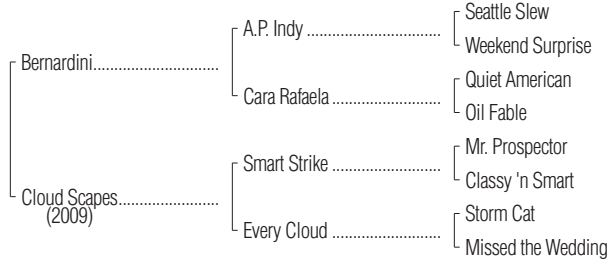 Seattle Slew
A.P. Indy ..............................
Weekend Surprise
Bernardini.............................
Quiet American
Cara Rafaela ........................
Oil Fable
Mr. Prospector
Smart Strike ........................
Classy 'n Smart
Cloud Scapes.......................
(2009)
Storm Cat
Every Cloud ........................
Missed the Wedding